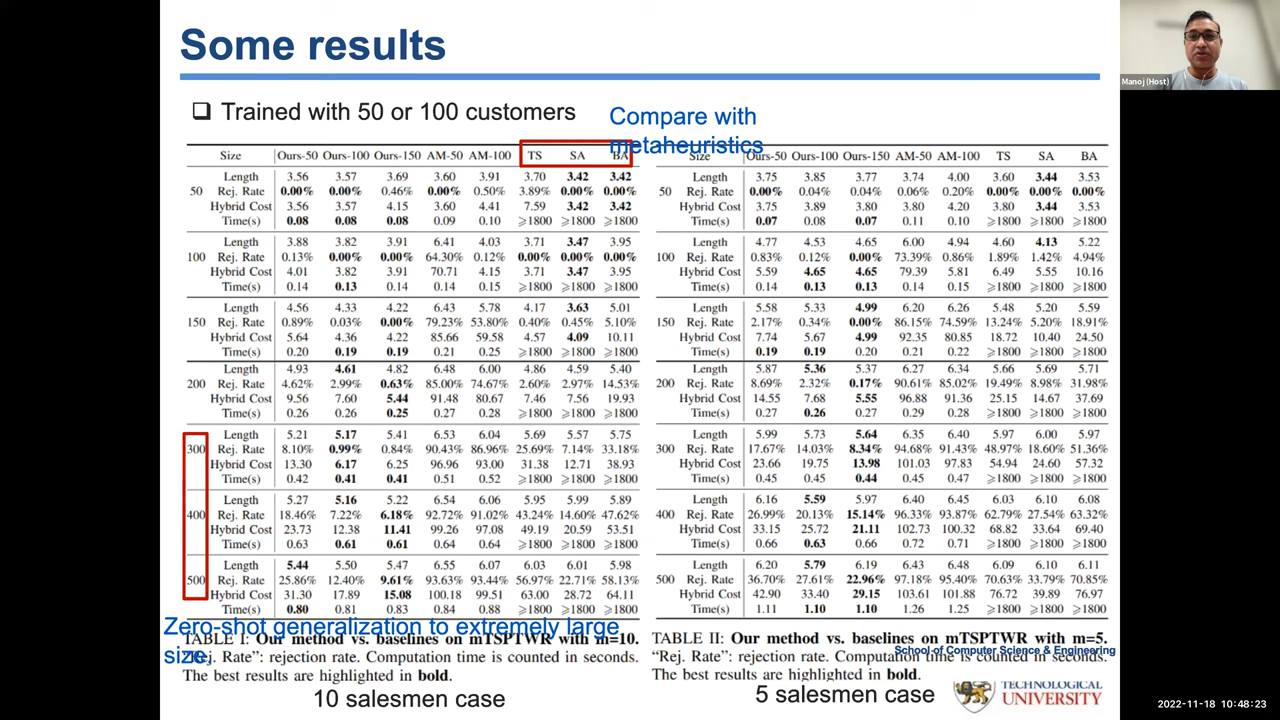 Some results
Manoj (Host)
❑ Trained with 50 or 100 customers
Compare with
metaheuristics
Size Ours-50 Ours-100 Ours-150 AM-50 AM-100 TS SA BA
50
Length 3.56 3.57 3.69 3.60 3.91 3.70 3.42 3.42
Rej. Rate 0.00% 0.00% 0.46% 0.00% 0.50% 3.89% 0.00% 0.00%
Hybrid Cost 3.56 3.57 4.15 3.60 4.41 7.59 3.42 3.42
Time(s) 0.08 0.08 0.08 0.09 0.10 ⩾1800 ⩾1800 ⩾1800
100
Length 3.88 3.82 3.91 6.41 4.03 3.71 3.47 3.95
Rej. Rate 0.13% 0.00% 0.00% 64.30% 0.12% 0.00% 0.00% 0.00%
Hybrid Cost 4.01 3.82 3.91 70.71 4.15 3.71 3.47 3.95
Time(s) 0.14 0.13 0.14 0.14 0.15 ⩾1800 ⩾1800 ⩾1800
150
Length 4.56 4.33 4.22 6.43 5.78 4.17 3.63 5.01
Rej. Rate 0.89% 0.03% 0.00% 79.23% 53.80% 0.40% 0.45% 5.10%
Hybrid Cost 5.64 4.36 4.22 85.66 59.58 4.57 4.09 10.11
Time(s) 0.20 0.19 0.19 0.21 0.25 ⩾1800 ⩾1800 ⩾1800
200
Length 4.93 4.61 4.82 6.48 6.00 4.86 4.59 5.40
Rej. Rate 4.62% 2.99% 0.63% 85.00% 74.67% 2.60% 2.97% 14.53%
Hybrid Cost 9.56 7.60 5.44 91.48 80.67 7.46 7.56 19.93
Time(s) 0.26 0.26 0.25 0.27 0.28 ⩾1800 ⩾1800 ⩾1800
300
Length 5.21 5.17 5.41 6.53 6.04 5.69 5.57 5.75
Rej. Rate 8.10% 0.99% 0.84% 90.43% 86.96% 25.69% 7.14% 33.18%
Hybrid Cost 13.30 6.17 6.25 96.96 93.00 31.38 12.71 38.93
Time(s) 0.42 0.41 0.41 0.51 0.52 ⩾1800 ⩾1800 ⩾1800
400
Length 5.27 5.16 5.22 6.54 6.06 5.95 5.99 5.89
Rej. Rate 18.46% 7.22% 6.18% 92.72% 91.02% 43.24% 14.60% 47.62%
Hybrid Cost 23.73 12.38 11.41 99.26 97.08 49.19 20.59 53.51
Time(s) 0.63 0.61 0.61 0.64 0.64 ⩾1800 ⩾1800 ⩾1800
500
Length 5.44 5.50 5.47 6.55 6.07 6.03 6.01 5.98
Rej. Rate 25.86% 12.40% 9.61% 93.63% 93.44% 56.97% 22.71% 58.13%
Hybrid Cost 31.30 17.89 15.08 100.18 99.51 63.00 28.72 64.11
Time(s) 0.80 0.81 0.83 0.84 0.88 ⩾1800 ⩾1800 ⩾1800
Zero-shot generalization to extremely large
size.
TABLE I: Our method vs. baselines on mTSPTWR with m=10.
“Rej. Rate”: rejection rate. Computation time is counted in seconds.
The best results are highlighted in bold.
10 salesmen case
Size Ours-50 Ours-100 Ours-150 AM-50 AM-100 TS SA BA
50
Length 3.75 3.85 3.77 3.74 4.00 3.60 3.44 3.53
Rej. Rate 0.00% 0.04% 0.04% 0.06% 0.20% 0.00% 0.00% 0.00%
Hybrid Cost 3.75 3.89 3.80 3.80 4.20 3.80 3.44 3.53
Time(s) 0.07 0.08 0.07 0.11 0.10 ⩾1800 ⩾1800 ⩾1800
100
Length 4.77 4.53 4.65 6.00 4.94 4.60 4.13 5.22
Rej. Rate 0.83% 0.12% 0.00% 73.39% 0.86% 1.89% 1.42% 4.94%
Hybrid Cost 5.59 4.65 4.65 79.39 5.81 6.49 5.55 10.16
Time(s) 0.14 0.13 0.13 0.14 0.15 ⩾1800 ⩾1800 ⩾1800
150
Length 5.58 5.33 4.99 6.20 6.26 5.48 5.20 5.59
Rej. Rate 2.17% 0.34% 0.00% 86.15% 74.59% 13.24% 5.20% 18.91%
Hybrid Cost 7.74 5.67 4.99 92.35 80.85 18.72 10.40 24.50
Time(s) 0.19 0.19 0.20 0.21 0.22 ⩾1800 ⩾1800 ⩾1800
200
Length 5.87 5.36 5.37 6.27 6.34 5.66 5.69 5.71
Rej. Rate 8.69% 2.32% 0.17% 90.61% 85.02% 19.49% 8.98% 31.98%
Hybrid Cost 14.55 7.68 5.55 96.88 91.36 25.15 14.67 37.69
Time(s) 0.27 0.26 0.27 0.29 0.28 ⩾1800 ⩾1800 ⩾1800
300
Length 5.99 5.73 5.64 6.35 6.40 5.97 6.00 5.97
Rej. Rate 17.67% 14.03% 8.34% 94.68% 91.43% 48.97% 18.60% 51.36%
Hybrid Cost 23.66 19.75 13.98 101.03 97.83 54.94 24.60 57.32
Time(s) 0.45 0.45 0.44 0.45 0.47 ⩾1800 ⩾1800 ⩾1800
400
Length 6.16 5.59 5.97 6.40 6.45 6.03 6.10 6.08
Rej. Rate 26.99% 20.13% 15.14% 96.33% 93.87% 62.79% 27.54% 63.32%
Hybrid Cost 33.15 25.72 21.11 102.73 100.32 68.82 33.64 69.40
Time(s) 0.66 0.63 0.66 0.72 0.71 ⩾1800 ⩾1800 ⩾1800
500
Length 6.20 5.79 6.19 6.43 6.48 6.09 6.10 6.11
Rej. Rate 36.70% 27.61% 22.96% 97.18% 95.40% 70.63% 33.79% 70.85%
Hybrid Cost 42.90 33.40 29.15 103.61 101.88 76.72 39.89 76.97
Time(s) 1.11 1.10 1.10 1.26 1.25 ⩾1800 ⩾1800 ⩾1800
TABLE II: Our method vs. baselines on mTSPTWR with m=5.
“Rej. Rate”: rejection rate. Computation time is counted in seconds.
School of Computer Science & Engineering
The best results are highlighted in bold.
5 salesmen case
TECHNOLOGICAL
UNIVERSITY
2022-11-18 10:48:23